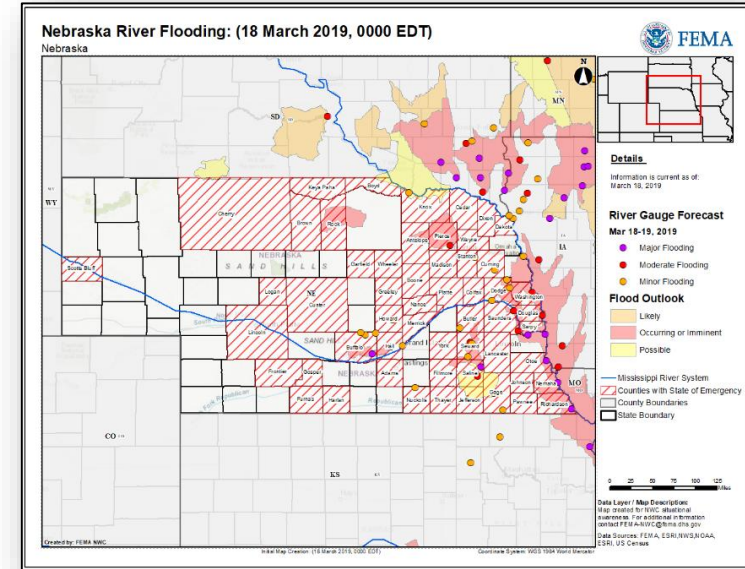 Nebraska River Flooding: (18 March 2019, 0000 EDT)
Nebraska
FEMA
N
MN
SD
WY
IA
NE
MO
CO
KS
Keya Paha
Boyd
Cherry
Brown
Rock
Knox
Cedar
Dixon
Dakota
Antelope
Pierce
Wayne
Scotts Bluff
NEBRASKA
SAND HILLS
Garfield
Wheeler
Madison
Stanton
Cuming
Boone
Logan
Custer
Greeley
Platte
Colfax
Dodge
Washington
Nance
Howard
Merrick
Butler
Saunders
Douglas
Sarpy
Lincoln
Buffalo
Hall
York
Seward
Lancaster
Cass
Frontier
Gosper
NEBRASKA
Adams
Fillmore
Saline
Johnson
Nemaha
Gage
Furnas
Harlan
Nuckolls
Thayer
Jefferson
Pawnee
Richardson
Republican
Details
Information is current as of:
March 18, 2019
River Gauge Forecast
Mar 18-19, 2019
Major Flooding
Moderate Flooding
Minor Flooding
Flood Outlook
Likely
Occurring or Imminent
Possible
Mississippi River System
Counties with State of Emergency
County Boundaries
State Boundary
0 25 50 75 100 125
Miles
Data Layer / Map Description:
Map created for NWC situational
awareness. For additional information
contact FEMA-NWC@fema.dhs.gov
Data Sources: FEMA, ESRI,NWS,NOAA,
ESRI, US Census
Created by: FEMA NWC
Initial Map Creation: (18 March 2019, 0000 EDT)
Coordinate System: WGS 1984 World Mercator